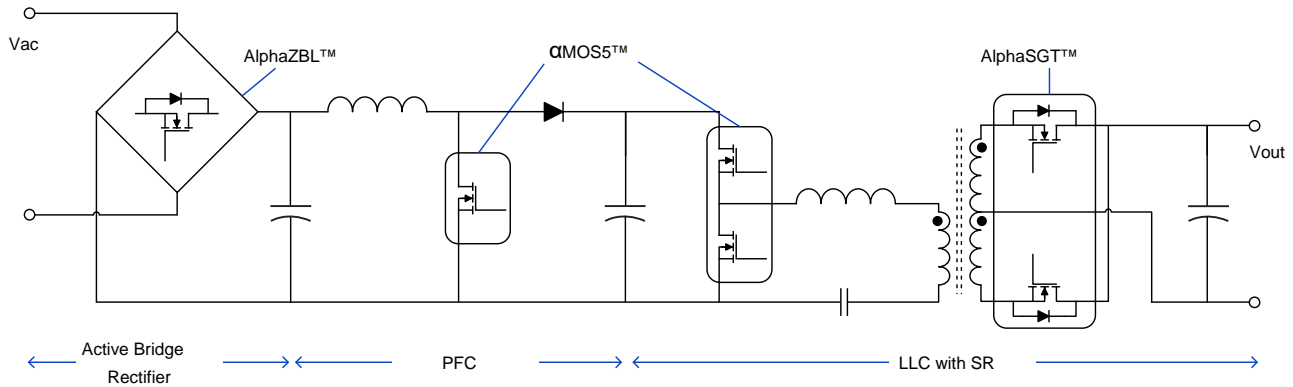 Vac
AlphaZBL™
αMOS5™
AlphaSGT™
Vout
Active Bridge
Rectifier
PFC
LLC with SR